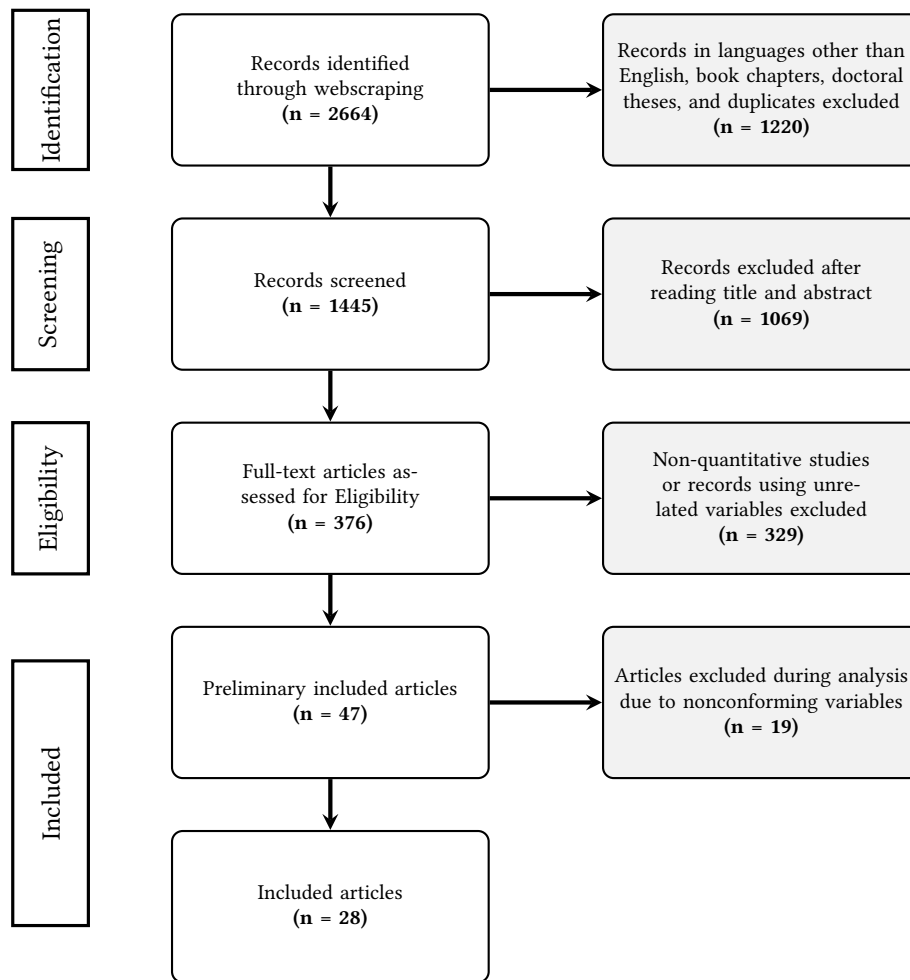 Identification
Records identified
through webscraping
(n = 2664)
Records in languages other than
English, book chapters, doctoral
theses, and duplicates excluded
(n = 1220)
Screening
Records screened
(n = 1445)
Records excluded after
reading title and abstract
(n = 1069)
Eligibility
Full-text articles as-
sessed for Eligibility
(n = 376)
Non-quantitative studies
or records using unre-
lated variables excluded
(n = 329)
Included
Preliminary included articles
(n = 47)
Articles excluded during analysis
due to nonconforming variables
(n = 19)
Included articles
(n = 28)